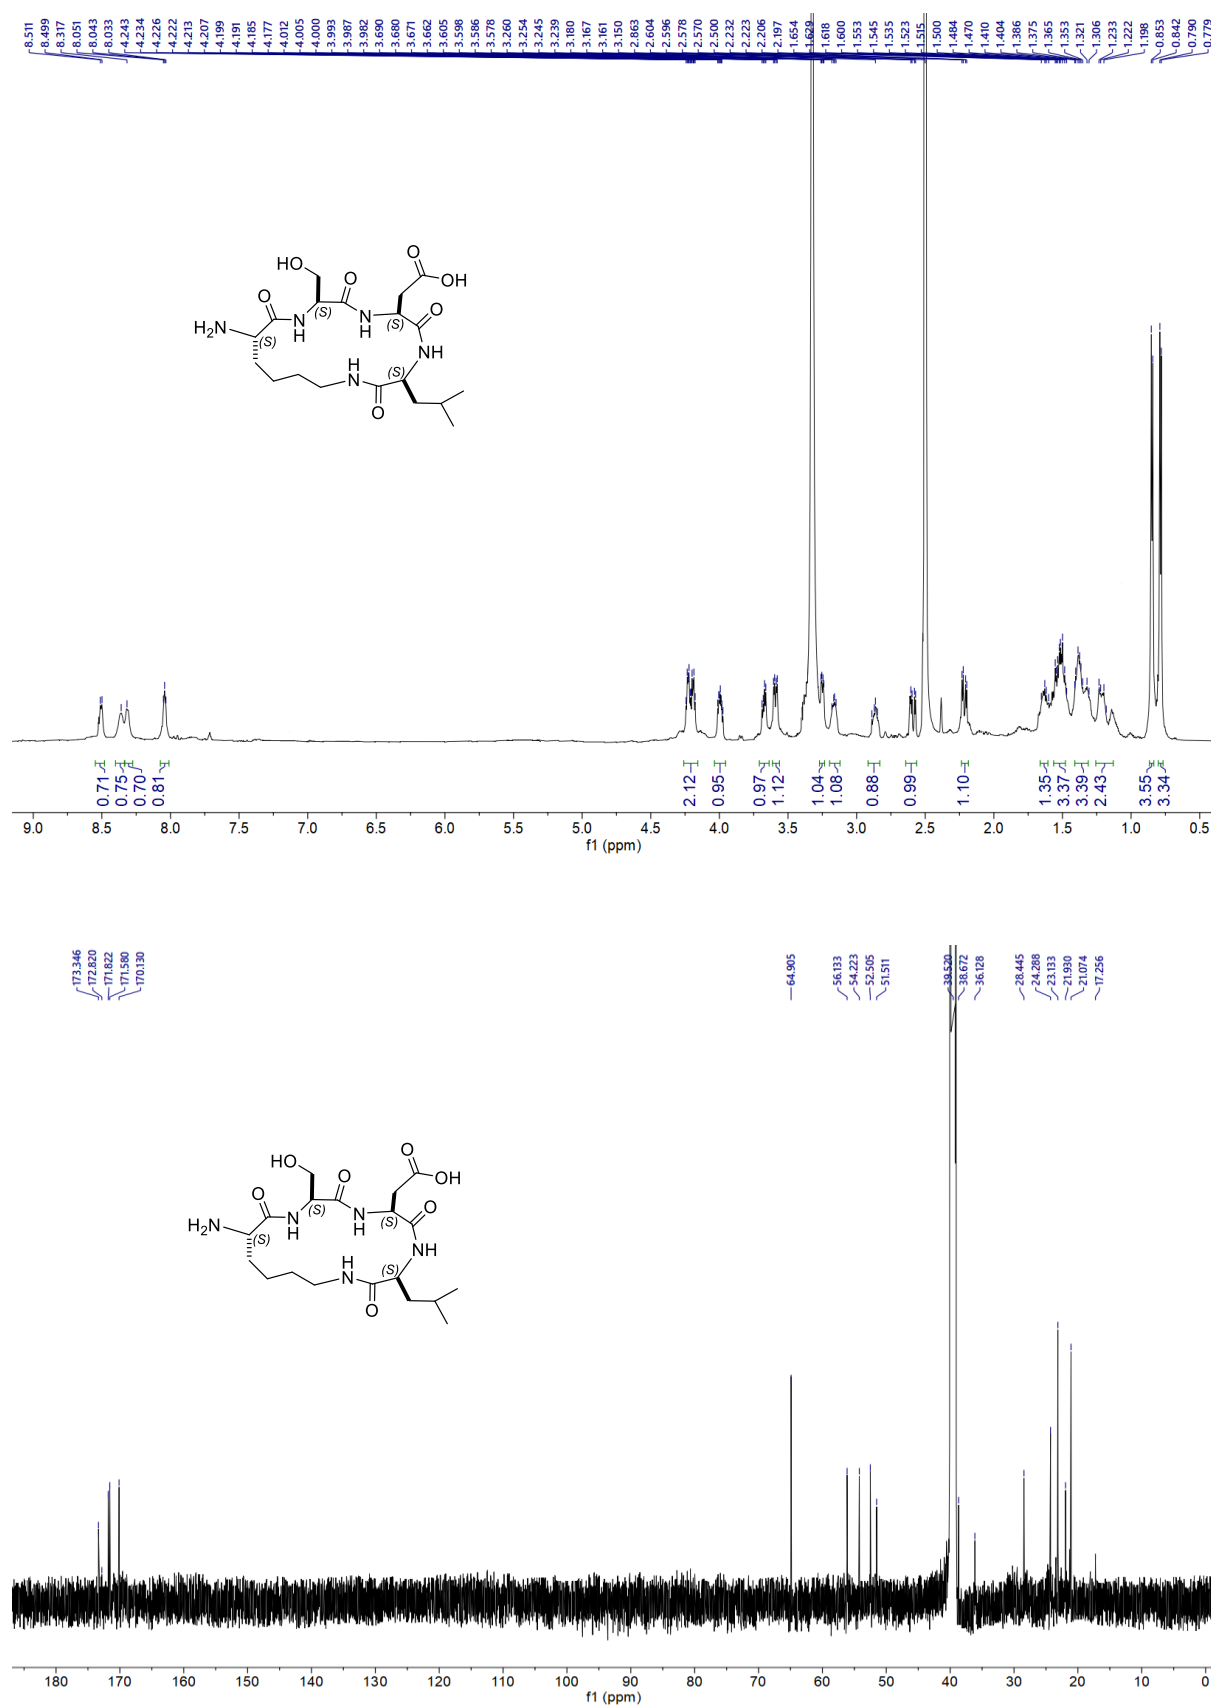 8.511 8.499 8.317 8.051 8.043 8.033 4.243 4.234 4.226 4.222 4.213 4.207 4.199 4.191 4.185 4.177 4.012 4.005 4.000 3.993 3.987 3.982 3.690 3.680 3.671 3.662 3.605 3.598 3.586 3.578 3.260 3.254 3.245 3.239 3.180 3.167 3.161 3.150 2.863 2.604 2.596 2.578 2.570 2.500 2.232 2.223 2.206 2.197 1.654 1.629 1.618 1.600 1.553 1.545 1.535 1.523 1.515 1.500 1.484 1.470 1.410 1.404 1.386 1.375 1.365 1.353 1.321 1.306 1.233 1.222 1.198 0.853 0.842 0.790 0.779
O
HO O OH
O O
N H N H (S) (S) NH
H2N (S)
H N (S)
O
0.71 0.75 0.70 0.81 2.12 0.95 0.97 1.12 1.04 1.08 0.88 0.99 1.10 1.35 3.37 3.39 2.43 3.55 3.34
9.0 8.5 8.0 7.5 7.0 6.5 6.0 5.5 5.0 4.5 4.0 3.5 3.0 2.5 2.0 1.5 1.0 0.5
f1 (ppm)
173.346 172.820 171.822 171.580 170.130 64.905 56.133 54.223 52.505 51.511 39.520 38.672 36.128 28.445 24.288 23.133 21.930 21.074 17.256
O
HO O OH
O O
N H N H (S) (S) NH
H2N (S)
H N (S)
O
180 170 160 150 140 130 120 110 100 90 80 70 60 50 40 30 20 10 0
f1 (ppm)